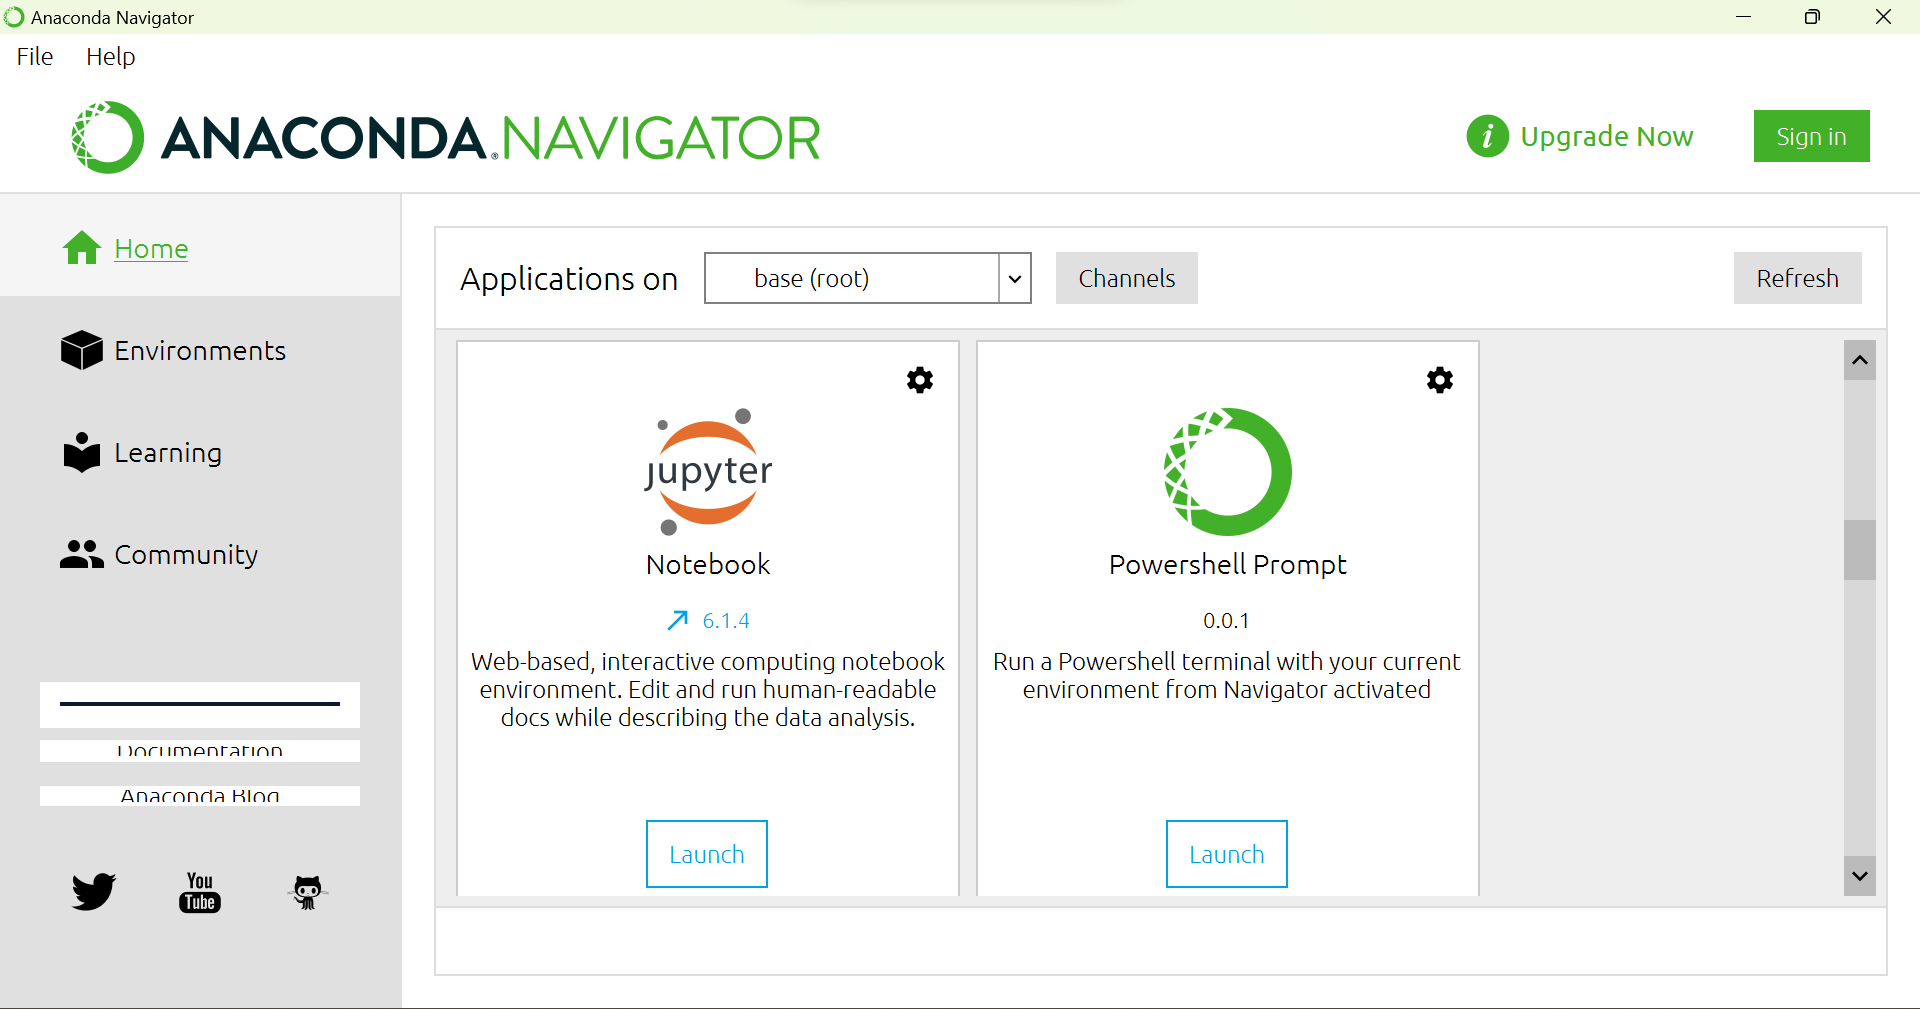 Anaconda Navigator
File Help
ANACONDA.NAVIGATOR
i Upgrade Now Sign in
Home
Environments
Learning
Community
Documentation
Anaconda Blog
You
Tube
Applications on base (root) Channels Refresh
jupyter
Notebook
6.1.4
Web-based, interactive computing notebook
environment. Edit and run human-readable
docs while describing the data analysis.
Launch
Powershell Prompt
0.0.1
Run a Powershell terminal with your current
environment from Navigator activated
Launch